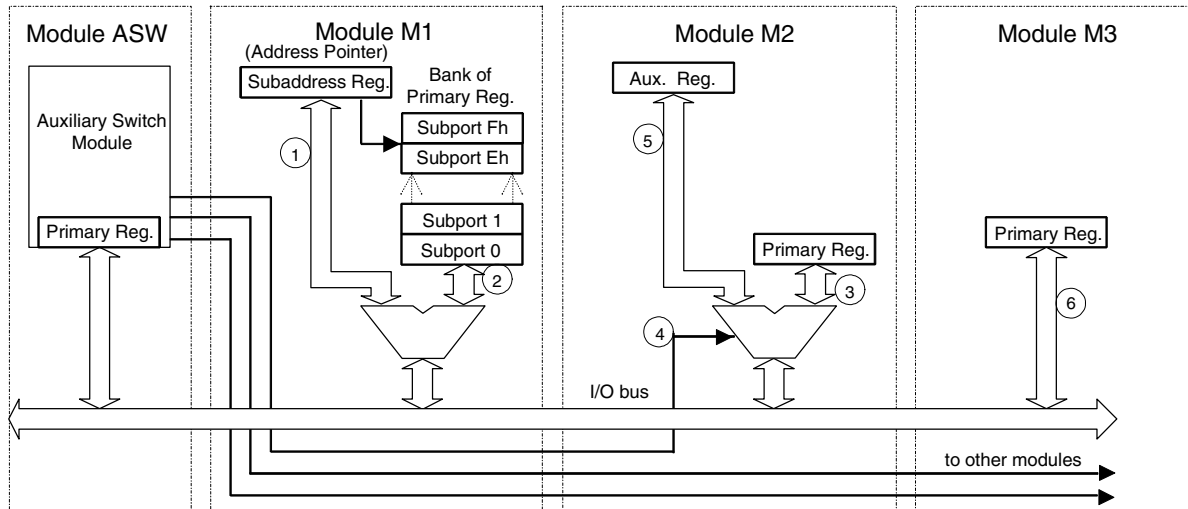 Module ASW
Module M1
Module M2
Module M3
(Address Pointer)
Subaddress Reg.
Bank of
Primary Reg.
Aux. Reg.
Auxiliary Switch
Module
Subport Fh
Subport Eh
1
5
Subport 1
Subport 0
Primary Reg.
Primary Reg.
Primary Reg.
2
3
6
4
I/O bus
to other modules